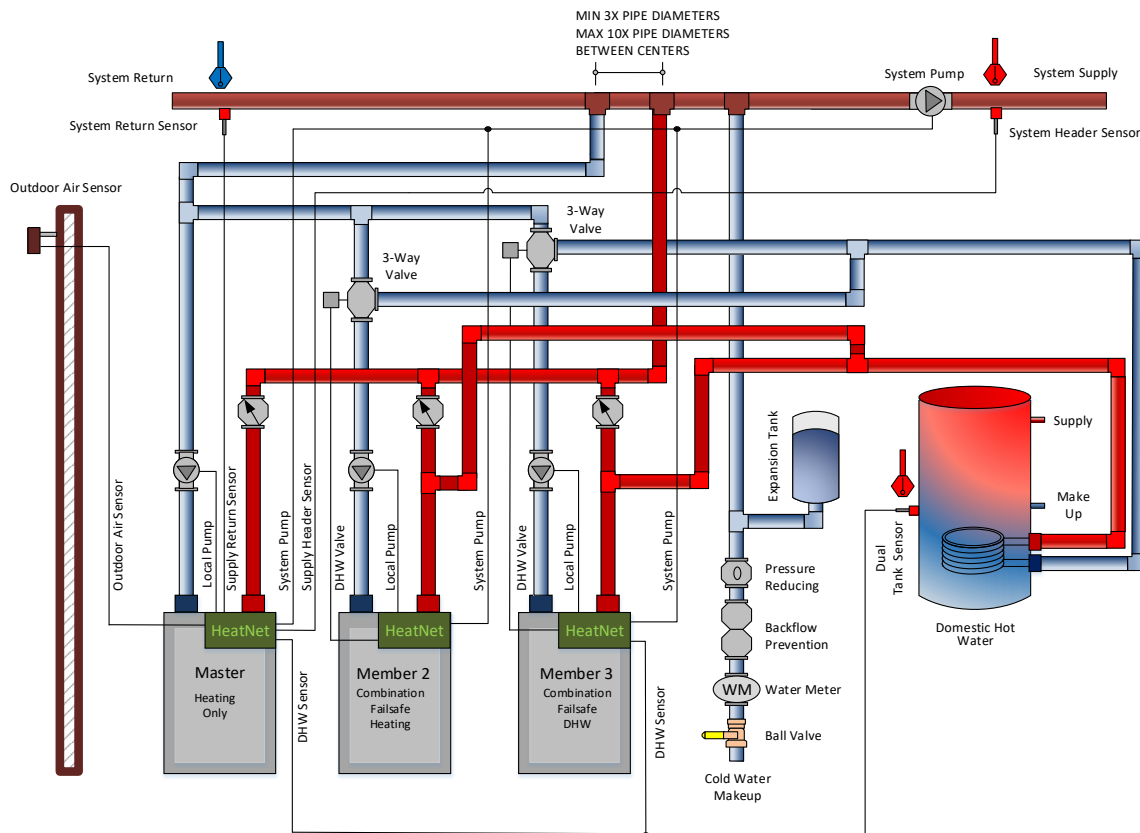 MIN 3X PIPE DIAMETERS
MAX 10X PIPE DIAMETERS
BETWEEN CENTERS
System Return
System Pump
System Supply
System Return Sensor
System Header Sensor
Outdoor Air Sensor
3-Way
Valve
3-Way
Valve
Expansion Tank
Supply
Make
Up
Dual
Tank Sensor
Outdoor Air Sensor
Local Pump
Supply Return Sensor
System Pump
Supply Header Sensor
DHW Valve
Local Pump
System Pump
DHW Valve
Local Pump
System Pump
Pressure
Reducing
Backflow
Prevention
WM
Water Meter
Ball Valve
Cold Water
Makeup
Domestic Hot
Water
HeatNet
Master
Heating
Only
HeatNet
Member 2
Combination
Failsafe
Heating
HeatNet
Member 3
Combination
Failsafe
DHW
DHW Sensor
DHW Sensor